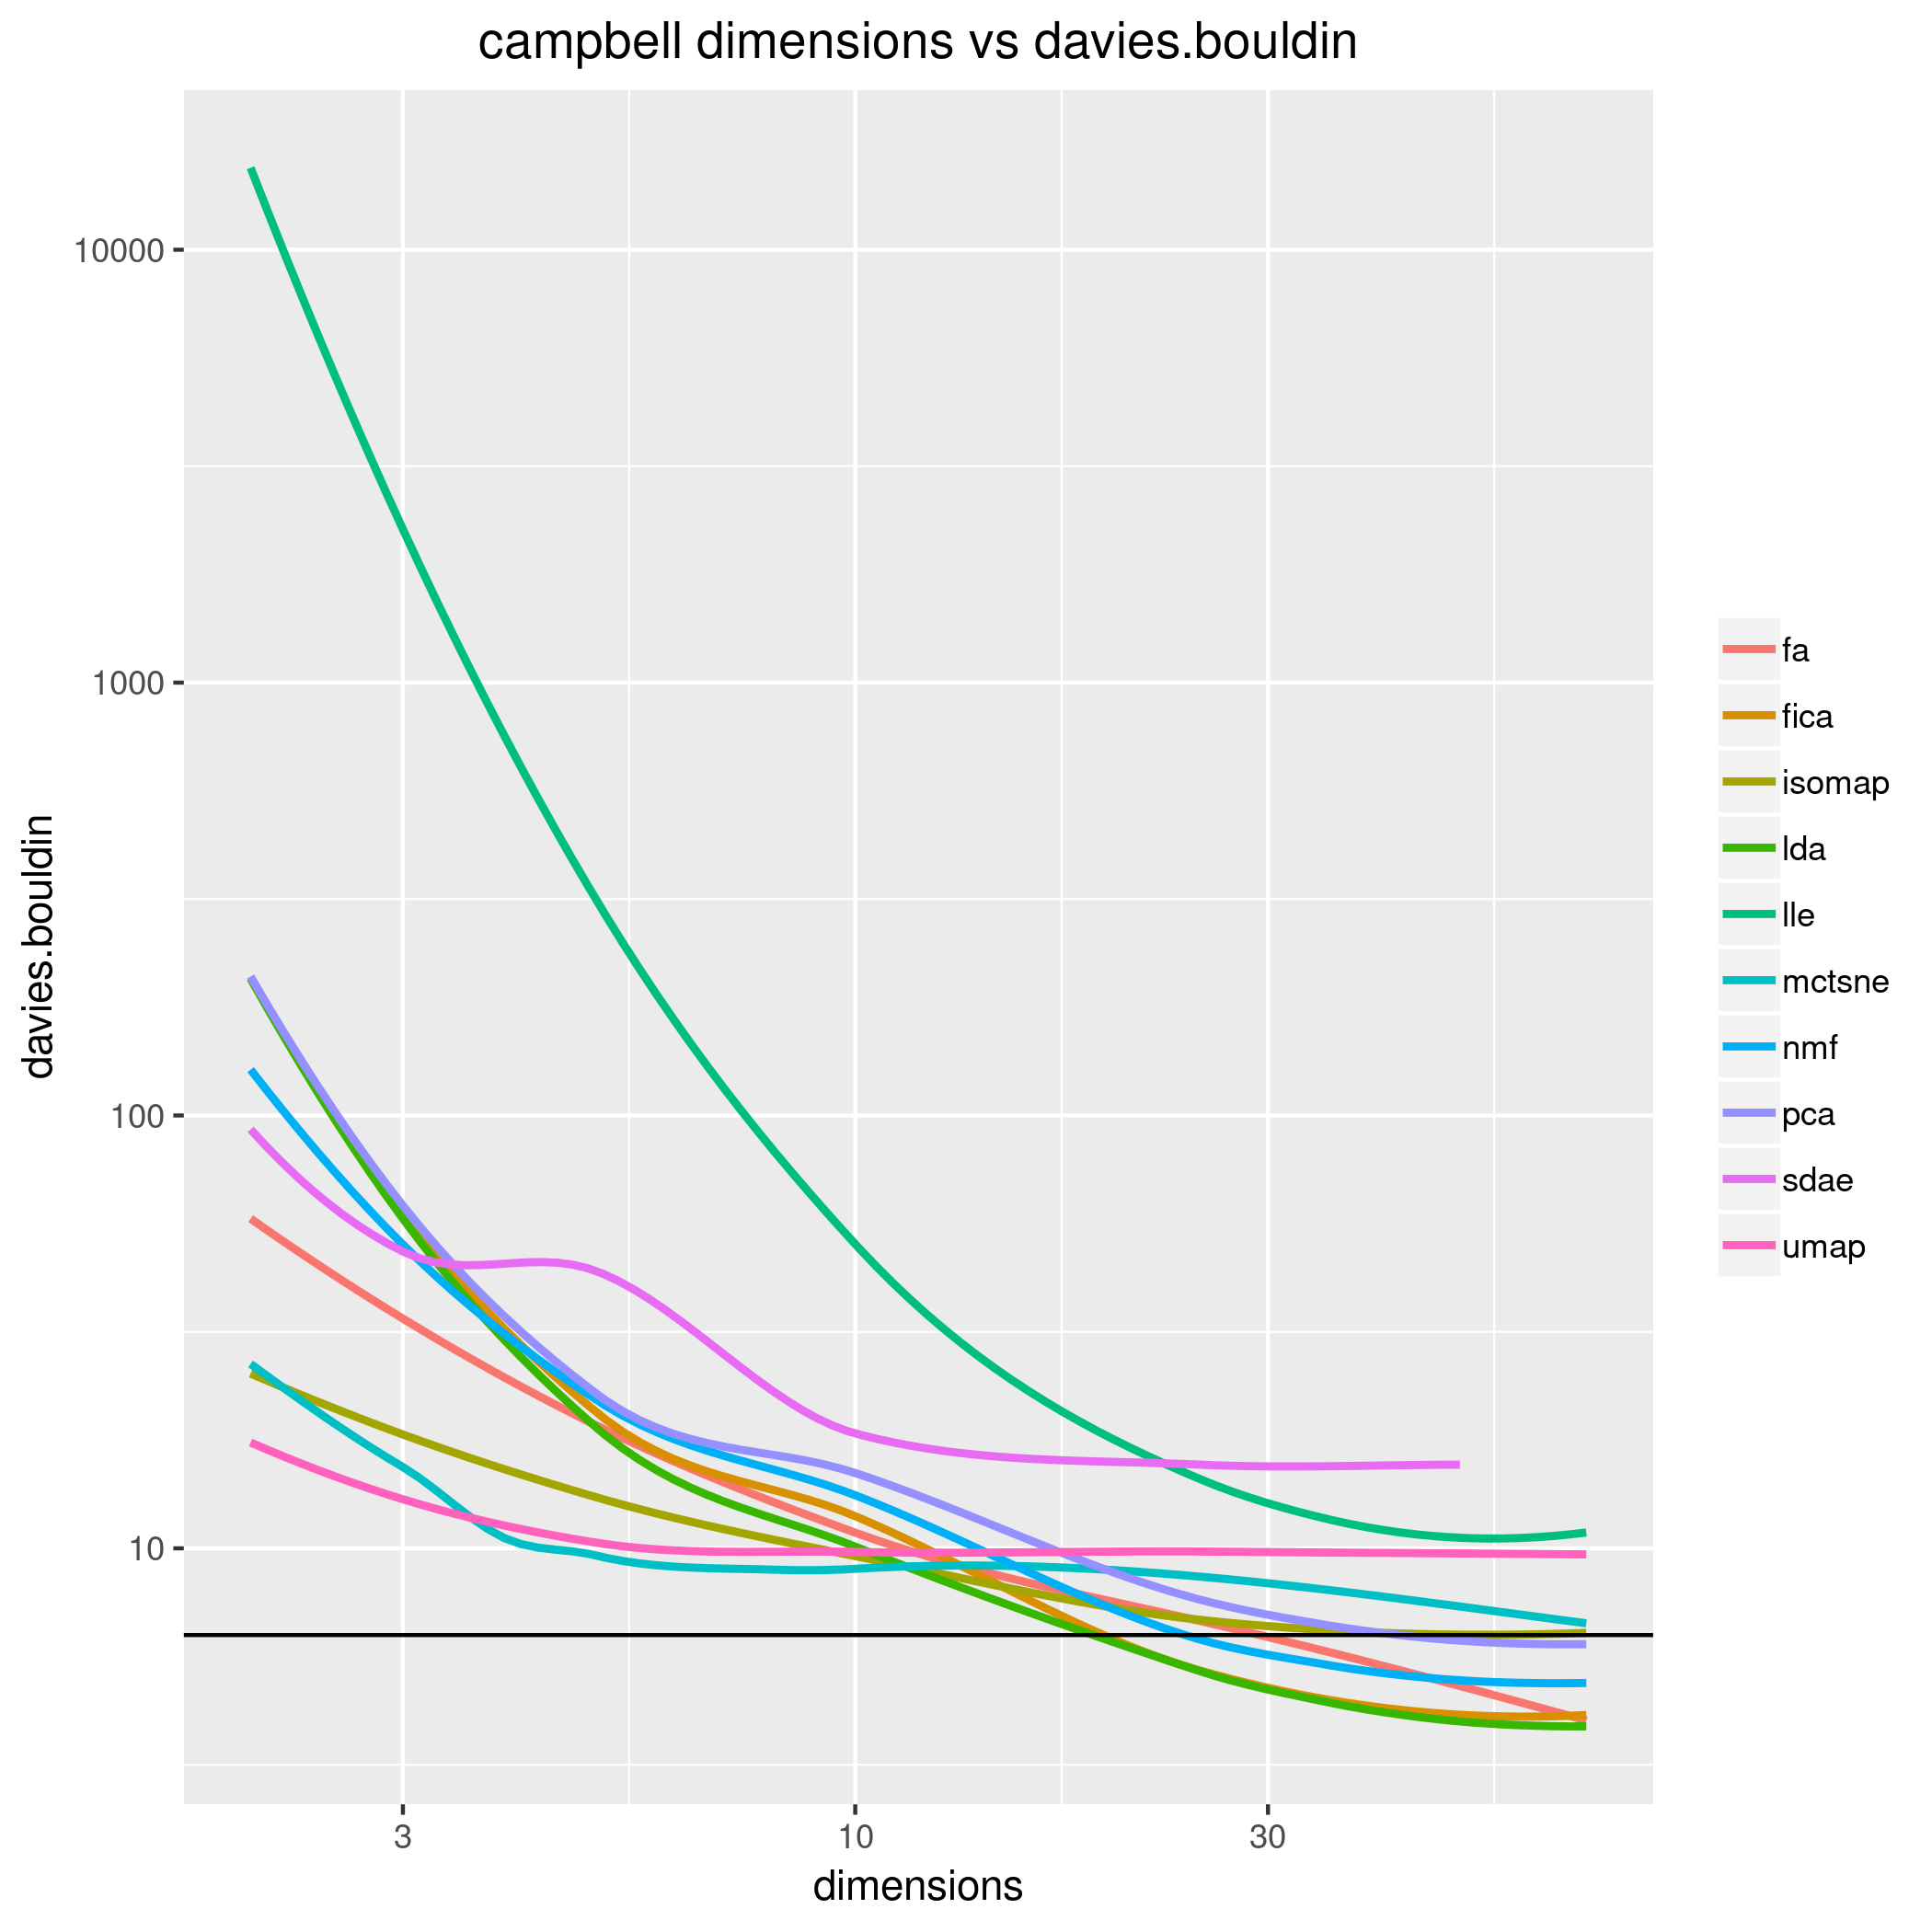 campbell dimensions vs davies.bouldin
davies.bouldin
10000
1000
100
10
3
10
30
dimensions
fa
fica
isomap
lda
lle
mctsne
nmf
pca
sdae
umap